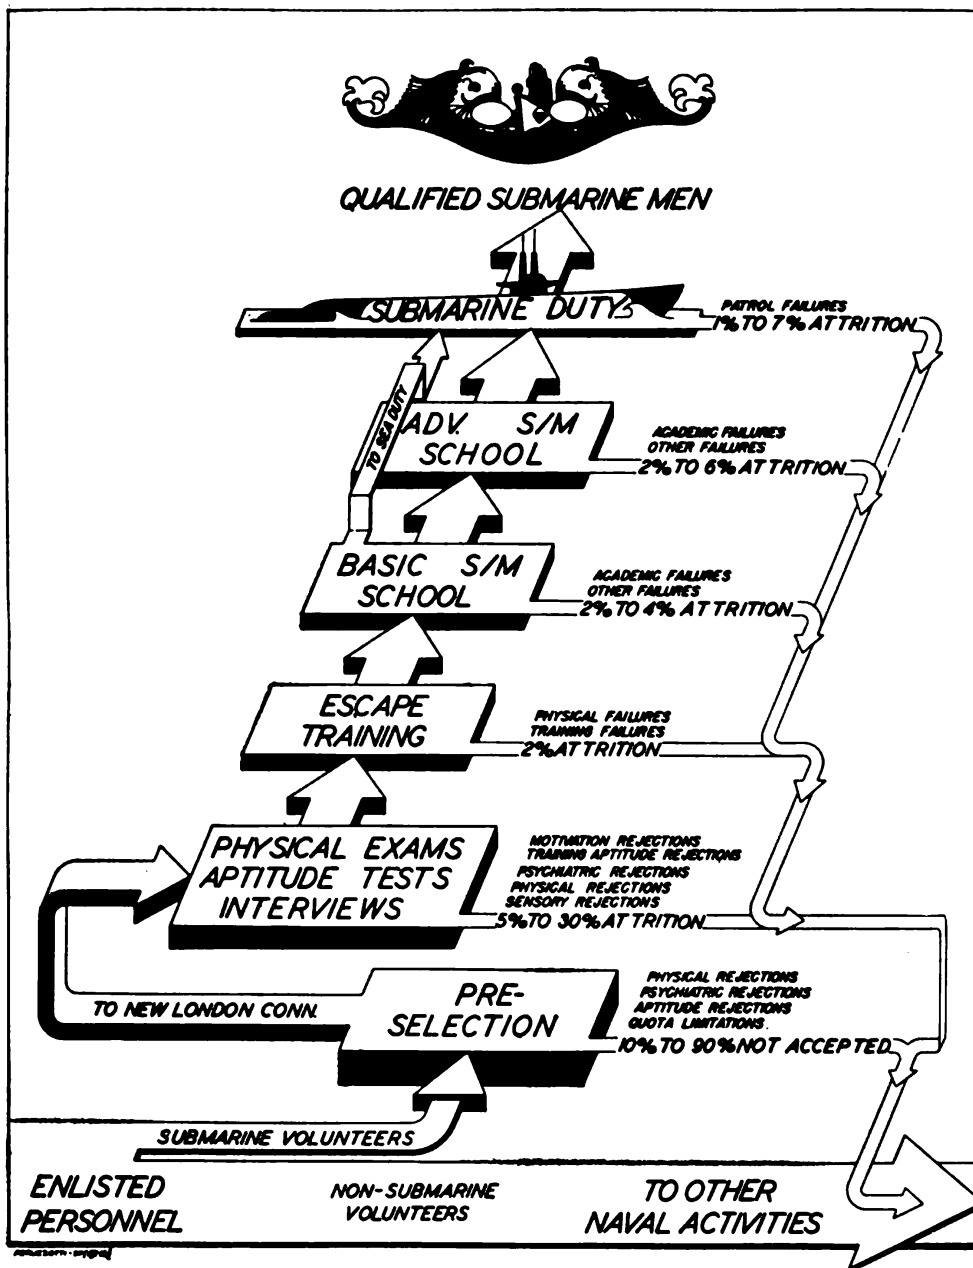 QUALIFIED SUBMARINE MEN
SUBMARINE DUTY
PATROL FAILURES
1% TO 7% ATTRITION
TO SEA DUTY
ADV. S/M
SCHOOL
ACADEMIC FAILURES
OTHER FAILURES
2% TO 6% ATTRITION
BASIC S/M
SCHOOL
ACADEMIC FAILURES
OTHER FAILURES
2% TO 4% ATTRITION
ESCAPE
TRAINING
PHYSICAL FAILURES
TRAINING FAILURES
2% ATTRITION
PHYSICAL EXAMS
APTITUDE TESTS
INTERVIEWS
MOTIVATION REJECTIONS
TRAINING APTITUDE REJECTIONS
PSYCHIATRIC REJECTIONS
PHYSICAL REJECTIONS
SENSORY REJECTIONS
5% TO 30% ATTRITION
TO NEW LONDON CONN.
PRE-
SELECTION
PHYSICAL REJECTIONS
PSYCHIATRIC REJECTIONS
APTITUDE REJECTIONS
QUOTA LIMITATIONS.
10% TO 90% NOT ACCEPTED
SUBMARINE VOLUNTEERS
ENLISTED
PERSONNEL
NON-SUBMARINE
VOLUNTEERS
TO OTHER
NAVAL ACTIVITIES